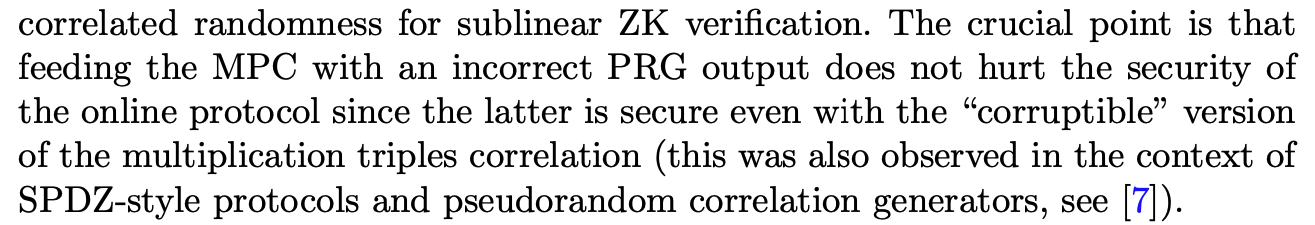 correlated randomness for sublinear ZK verification. The crucial point is that
feeding the MPC with an incorrect PRG output does not hurt the security of
the online protocol since the latter is secure even with the “corruptible” version
of the multiplication triples correlation (this was also observed in the context of
SPDZ-style protocols and pseudorandom correlation generators, see [7]).